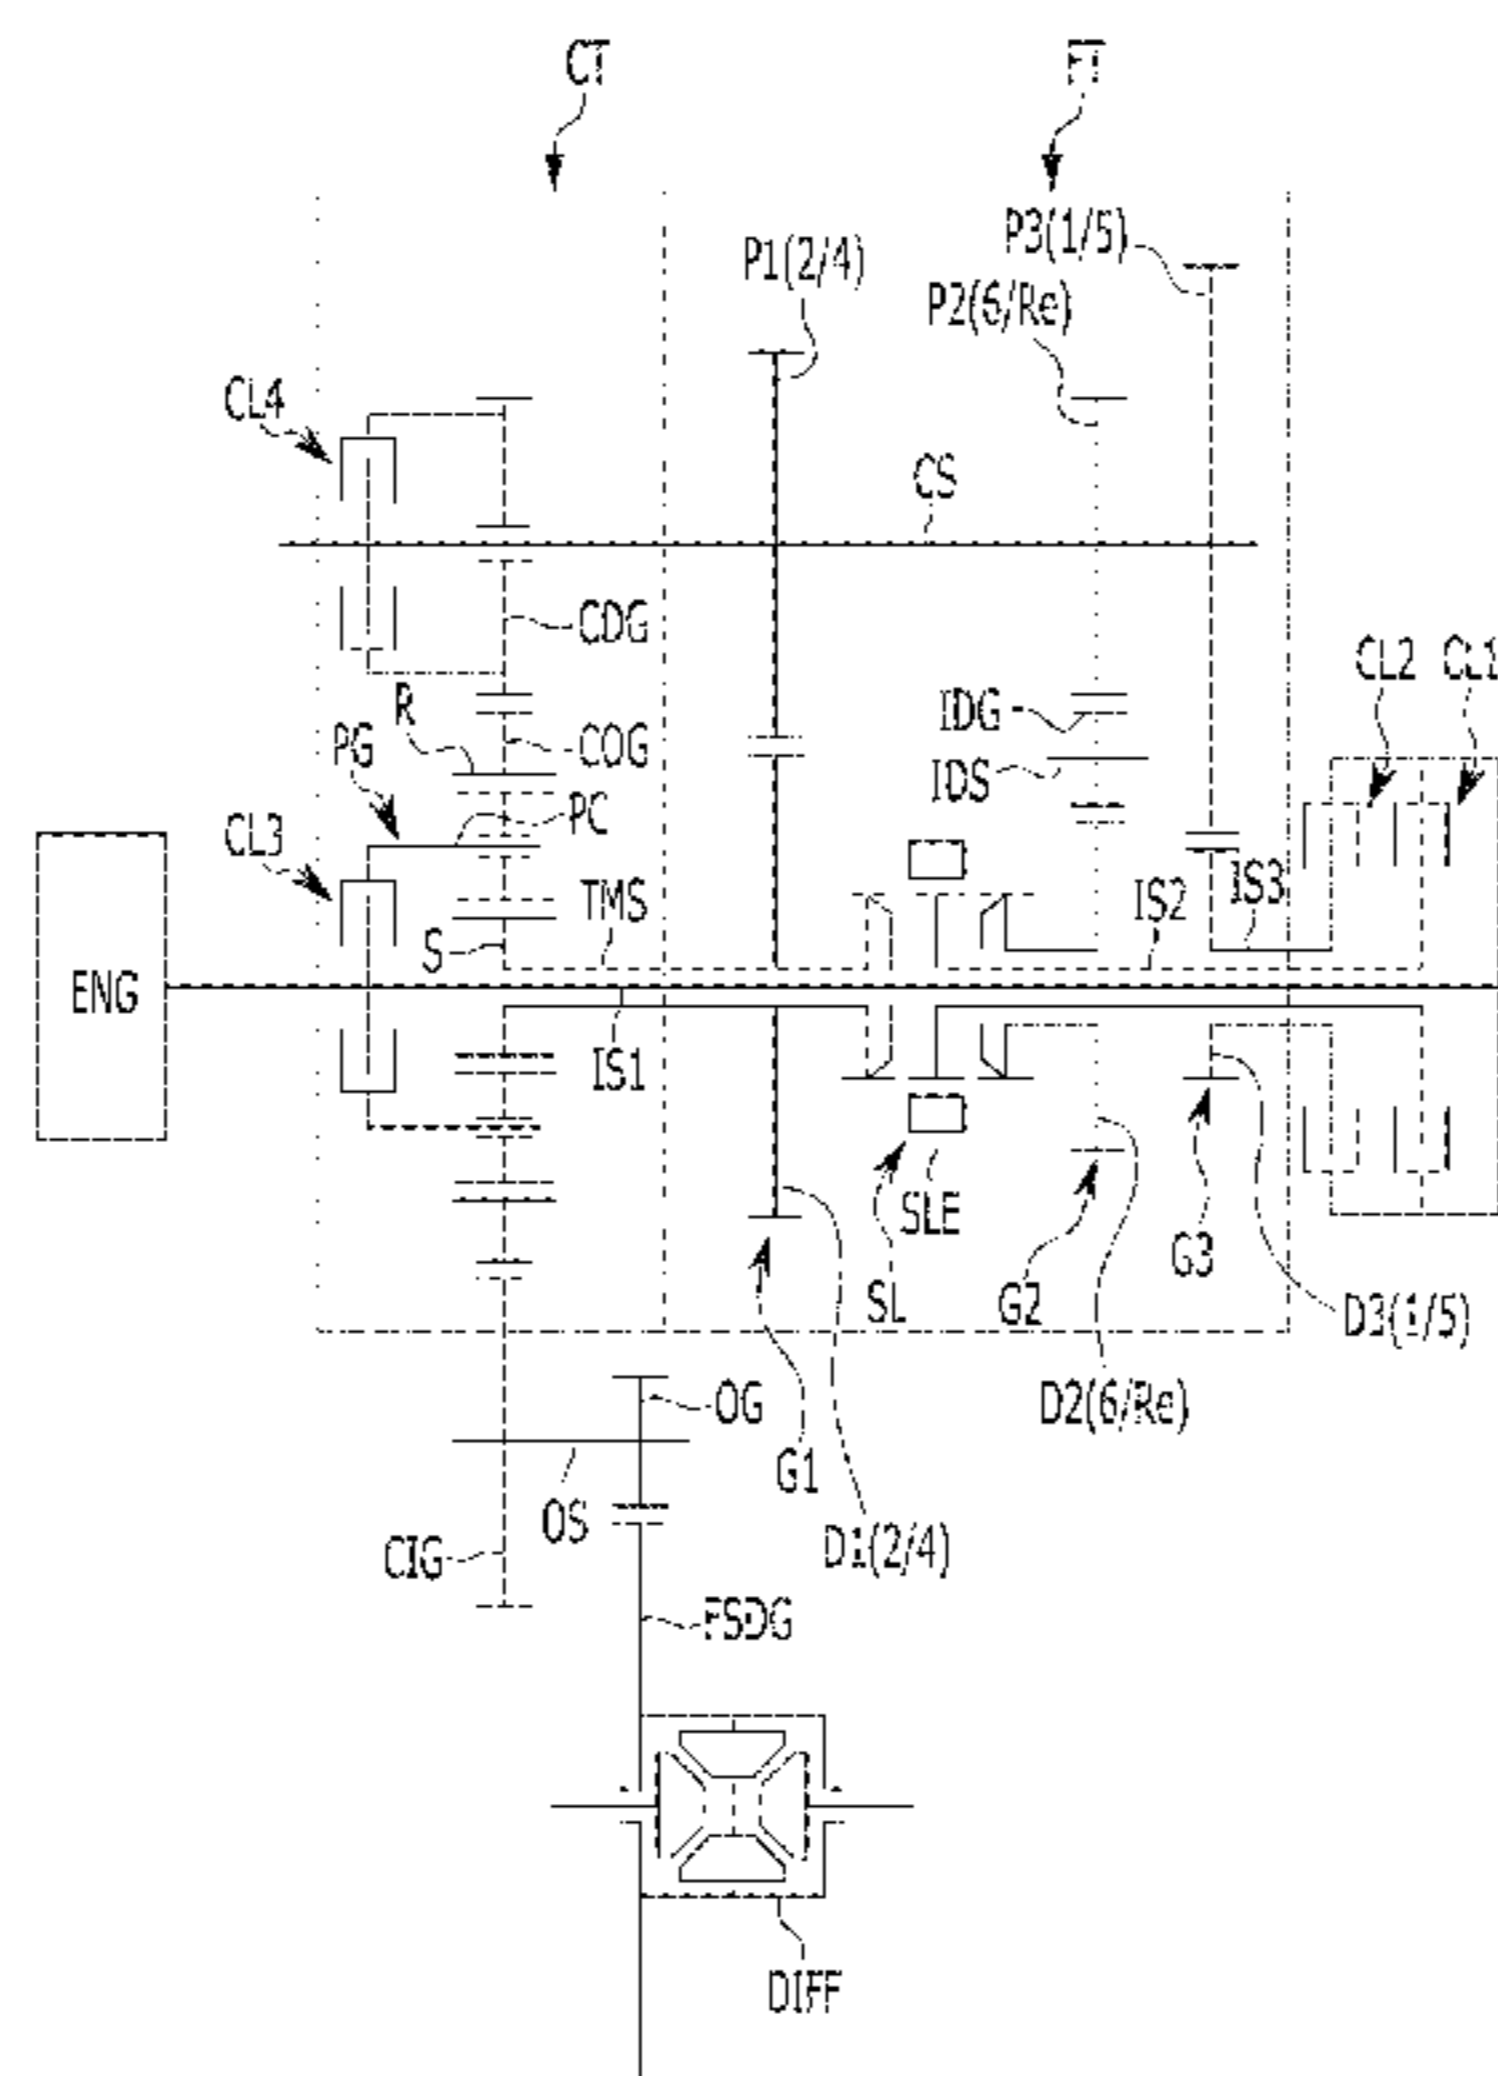 CT
FT
P3(1/5)
P1(2/4)
P2(6/Re)
CL4
CS
CDG
CL2
CL1
R
IDG
PG
COG
IDS
PC
CL3
TMS
IS2
IS3
S
ENG
IS1
SLE
G3
SL
G2
D3(1/5)
OG
D2(6/Re)
G1
OS
D1(2/4)
CIG
FSDG
DIFF